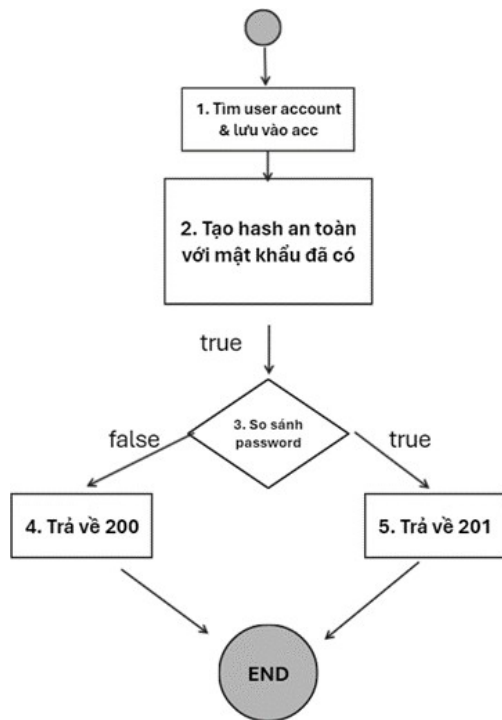 1. Tìm user account
& lưu vào acc
2. Tạo hash an toàn
với mật khẩu đã có
true
3. So sánh
password
false
true
4. Trả về 200
5. Trả về 201
END